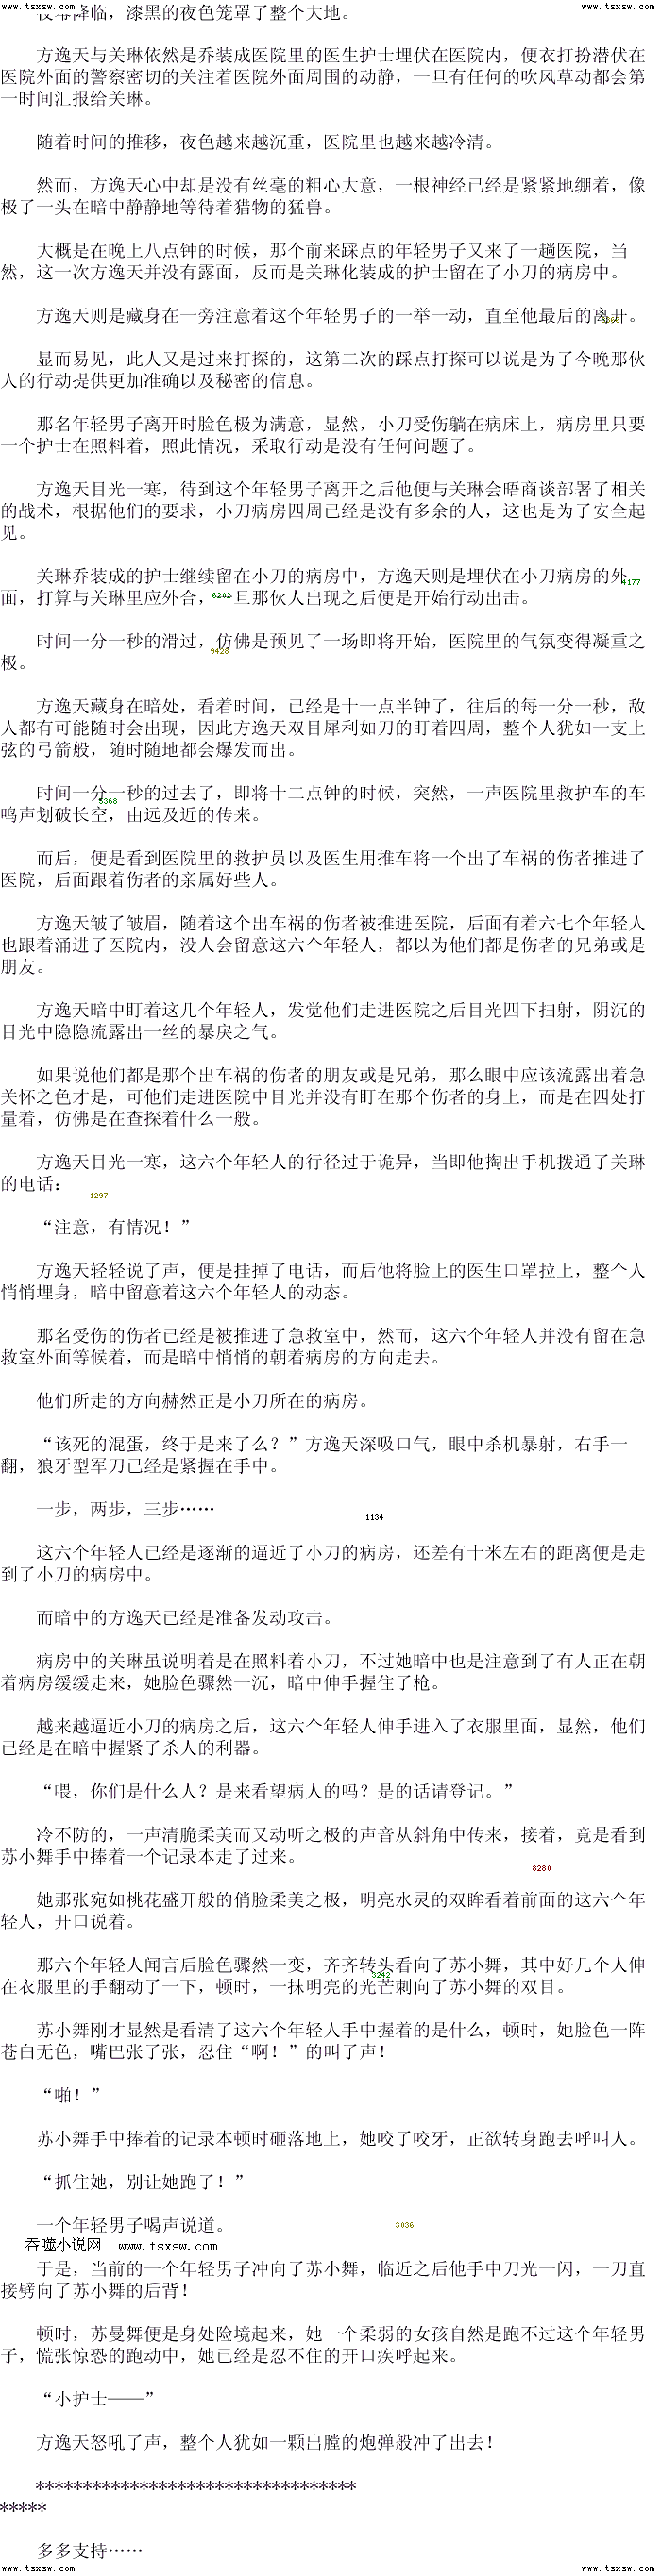 www.tsxsw.com www.tsxsw.com
夜幕降临，漆黑的夜色笼罩了整个大地。
方逸天与关琳依然是乔装成医院里的医生护士埋伏在医院内，便衣打扮潜伏在
医院外面的警察密切的关注着医院外面周围的动静，一旦有任何的吹风草动都会第
一时间汇报给关琳。
随着时间的推移，夜色越来越沉重，医院里也越来越冷清。
然而，方逸天心中却是没有丝毫的粗心大意，一根神经已经是紧紧地绷着，像
极了一头在暗中静静地等待着猎物的猛兽。
大概是在晚上八点钟的时候，那个前来踩点的年轻男子又来了一趟医院，当
然，这一次方逸天并没有露面，反而是关琳化装成的护士留在了小刀的病房中。
方逸天则是藏身在一旁注意着这个年轻男子的一举一动，直至他最后的离开。
显而易见，此人又是过来打探的，这第二次的踩点打探可以说是为了今晚那伙
人的行动提供更加准确以及秘密的信息。
那名年轻男子离开时脸色极为满意，显然，小刀受伤躺在病床上，病房里只要
一个护士在照料着，照此情况，采取行动是没有任何问题了。
方逸天目光一寒，待到这个年轻男子离开之后他便与关琳会晤商谈部署了相关
的战术，根据他们的要求，小刀病房四周已经是没有多余的人，这也是为了安全起
见。
关琳乔装成的护士继续留在小刀的病房中，方逸天则是埋伏在小刀病房的外
4177
面，打算与关琳里应外合，一旦那伙人出现之后便是开始行动出击。
6202
时间一分一秒的滑过，仿佛是预见了一场即将开始，医院里的气氛变得凝重之
9428
极。
方逸天藏身在暗处，看着时间，已经是十一点半钟了，往后的每一分一秒，敌
人都有可能随时会出现，因此方逸天双目犀利如刀的盯着四周，整个人犹如一支上
弦的弓箭般，随时随地都会爆发而出。
时间一分一秒的过去了，即将十二点钟的时候，突然，一声医院里救护车的车
鸣声划破长空，由远及近的传来。
而后，便是看到医院里的救护员以及医生用推车将一个出了车祸的伤者推进了
医院，后面跟着伤者的亲属好些人。
方逸天皱了皱眉，随着这个出车祸的伤者被推进医院，后面有着六七个年轻人
也跟着涌进了医院内，没人会留意这六个年轻人，都以为他们都是伤者的兄弟或是
朋友。
方逸天暗中盯着这几个年轻人，发觉他们走进医院之后目光四下扫射，阴沉的
目光中隐隐流露出一丝的暴戾之气。
如果说他们都是那个出车祸的伤者的朋友或是兄弟，那么眼中应该流露出着急
关怀之色才是，可他们走进医院中目光并没有盯在那个伤者的身上，而是在四处打
量着，仿佛是在查探着什么一般。
方逸天目光一寒，这六个年轻人的行径过于诡异，当即他掏出手机拨通了关琳
的电话：
1297
“注意，有情况！”
方逸天轻轻说了声，便是挂掉了电话，而后他将脸上的医生口罩拉上，整个人
悄悄埋身，暗中留意着这六个年轻人的动态。
那名受伤的伤者已经是被推进了急救室中，然而，这六个年轻人并没有留在急
救室外面等候着，而是暗中悄悄的朝着病房的方向走去。
他们所走的方向赫然正是小刀所在的病房。
“该死的混蛋，终于是来了么？”方逸天深吸口气，眼中杀机暴射，右手一
翻，狼牙型军刀已经是紧握在手中。
一步，两步，三步……
1134
这六个年轻人已经是逐渐的逼近了小刀的病房，还差有十米左右的距离便是走
到了小刀的病房中。
而暗中的方逸天已经是准备发动攻击。
病房中的关琳虽说明着是在照料着小刀，不过她暗中也是注意到了有人正在朝
着病房缓缓走来，她脸色骤然一沉，暗中伸手握住了枪。
越来越逼近小刀的病房之后，这六个年轻人伸手进入了衣服里面，显然，他们
已经是在暗中握紧了杀人的利器。
“喂，你们是什么人？是来看望病人的吗？是的话请登记。”
冷不防的，一声清脆柔美而又动听之极的声音从斜角中传来，接着，竟是看到
苏小舞手中捧着一个记录本走了过来。
8280
她那张宛如桃花盛开般的俏脸柔美之极，明亮水灵的双眸看着前面的这六个年
轻人，开口说着。
那六个年轻人闻言后脸色骤然一变，齐齐转头看向了苏小舞，其中好几个人伸
3242
在衣服里的手翻动了一下，顿时，一抹明亮的光芒刺向了苏小舞的双目。
苏小舞刚才显然是看清了这六个年轻人手中握着的是什么，顿时，她脸色一阵
苍白无色，嘴巴张了张，忍住“啊！”的叫了声！
“啪！”
苏小舞手中捧着的记录本顿时砸落地上，她咬了咬牙，正欲转身跑去呼叫人。
“抓住她，别让她跑了！”
一个年轻男子喝声说道。
3036
吞噬小说网 www.tsxsw.com
于是，当前的一个年轻男子冲向了苏小舞，临近之后他手中刀光一闪，一刀直
接劈向了苏小舞的后背！
顿时，苏曼舞便是身处险境起来，她一个柔弱的女孩自然是跑不过这个年轻男
子，慌张惊恐的跑动中，她已经是忍不住的开口疾呼起来。
“小护士——”
方逸天怒吼了声，整个人犹如一颗出膛的炮弹般冲了出去！
**********************************
*****
多多支持……
www.tsxsw.com www.tsxsw.com